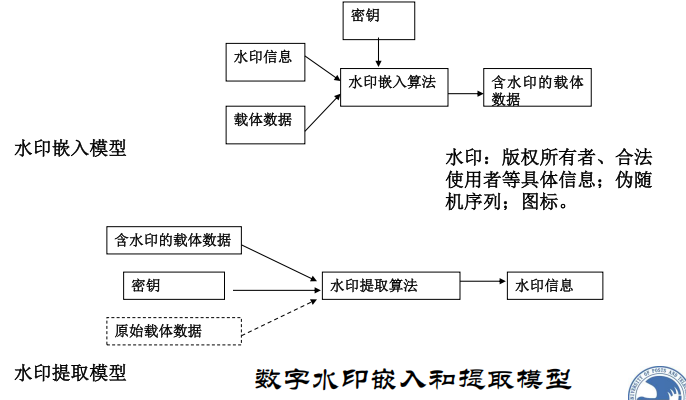 密钥
水印信息
水印嵌入算法
含水印的载体
数据
载体数据
水印嵌入模型
水印：版权所有者、合法
使用者等具体信息；伪随
机序列；图标。
含水印的载体数据
密钥
水印提取算法
水印信息
原始载体数据
水印提取模型
数字水印嵌入和提取模型
OF POSTS AND